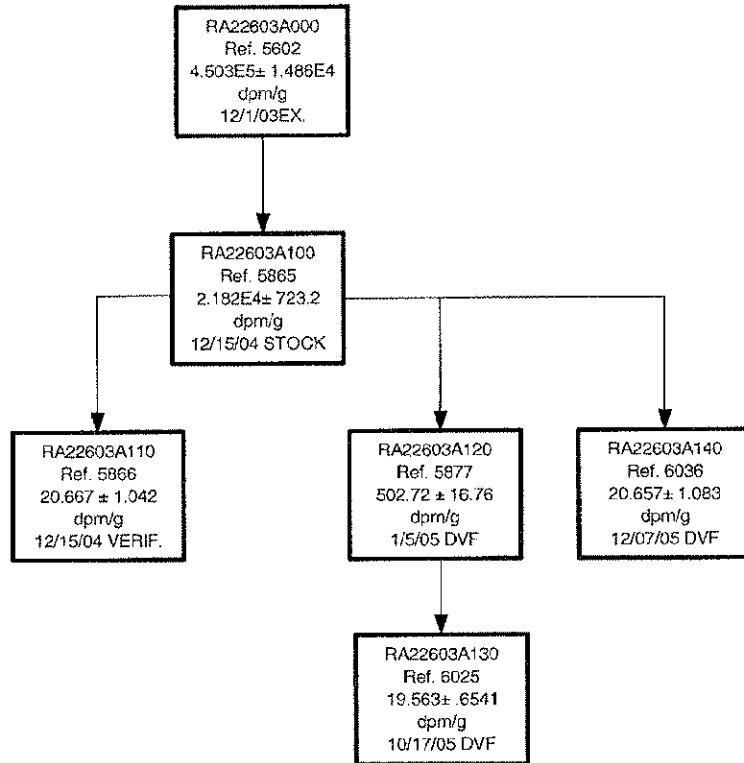 RA22603A000
Ref. 5602
4.503E5± 1.486E4
dpm/g
12/1/03EX.
RA22603A100
Ref. 5865
2.182E4± 723.2
dpm/g
12/15/04 STOCK
RA22603A110
Ref. 5866
20.667 ± 1.042
dpm/g
12/15/04 VERIF.
RA22603A120
Ref. 5877
502.72 ± 16.76
dpm/g
1/5/05 DVF
RA22603A140
Ref. 6036
20.657± 1.083
dpm/g
12/07/05 DVF
RA22603A130
Ref. 6025
19.563± .6541
dpm/g
10/17/05 DVF